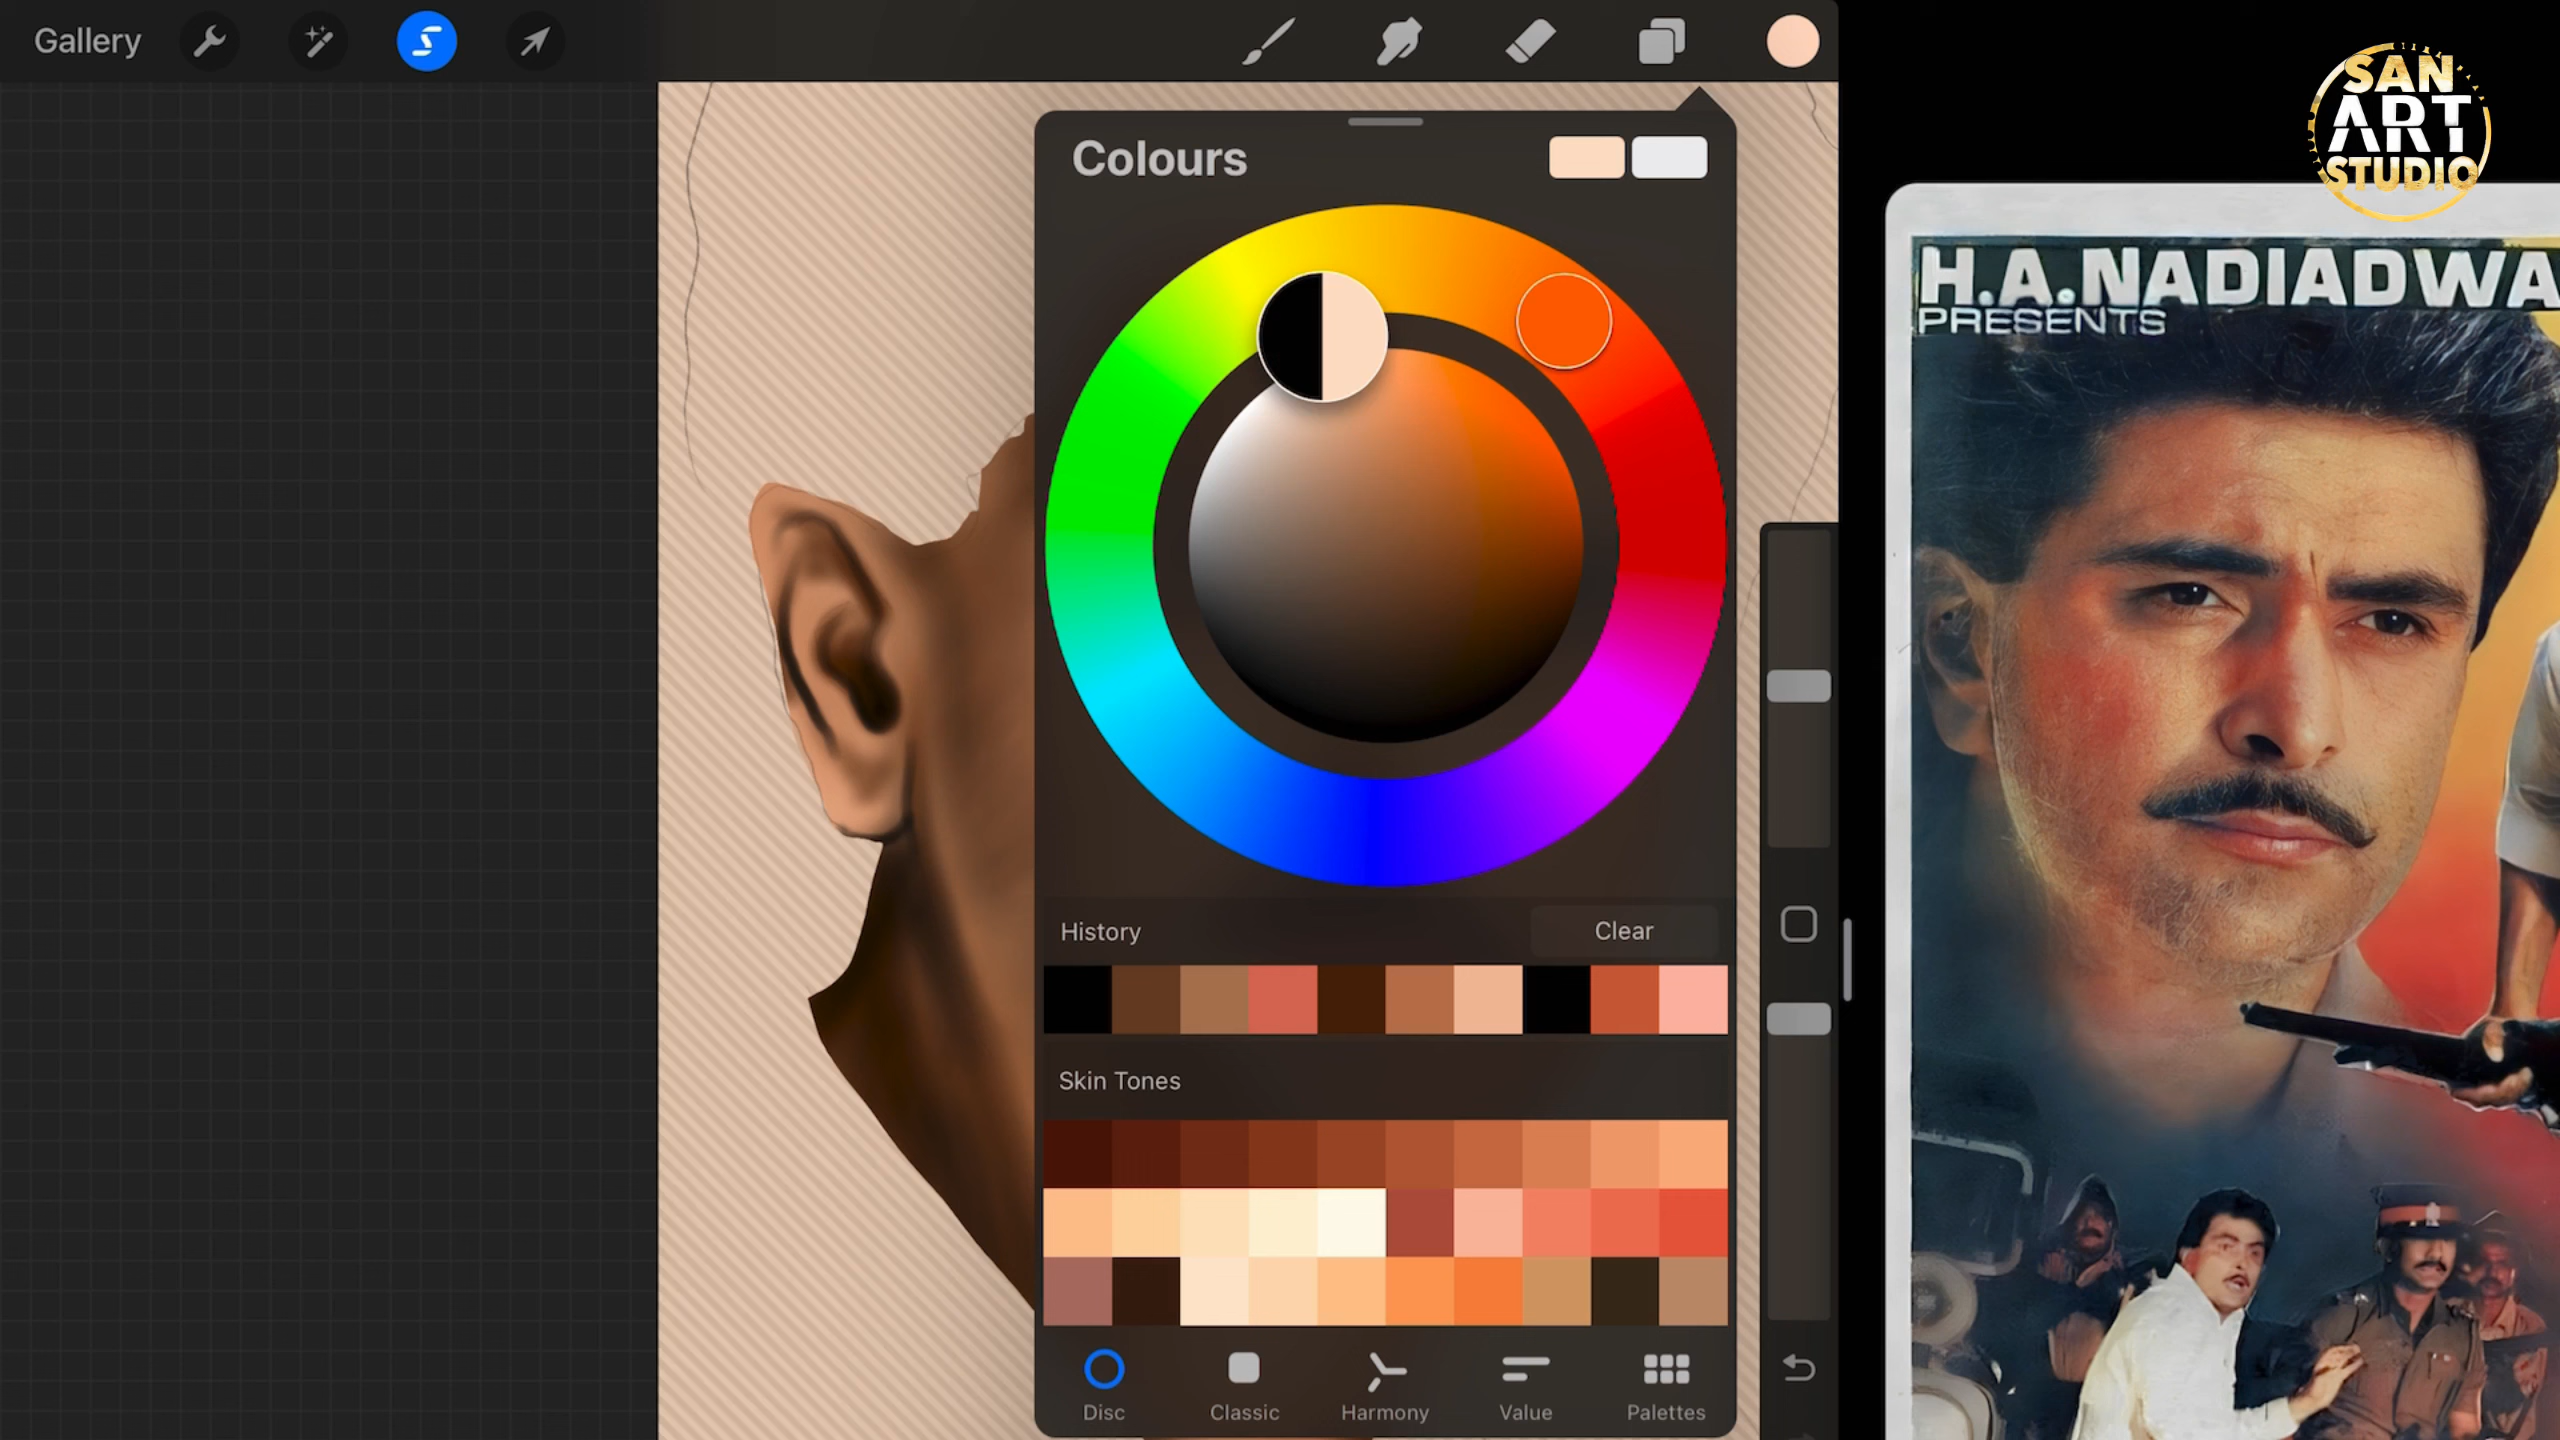 Gallery
Colours
History
Clear
Skin Tones
Disc
Classic
Harmony
Value
Palettes
SAN
ART
STUDIO
H.A.NADIADWA
PRESENTS